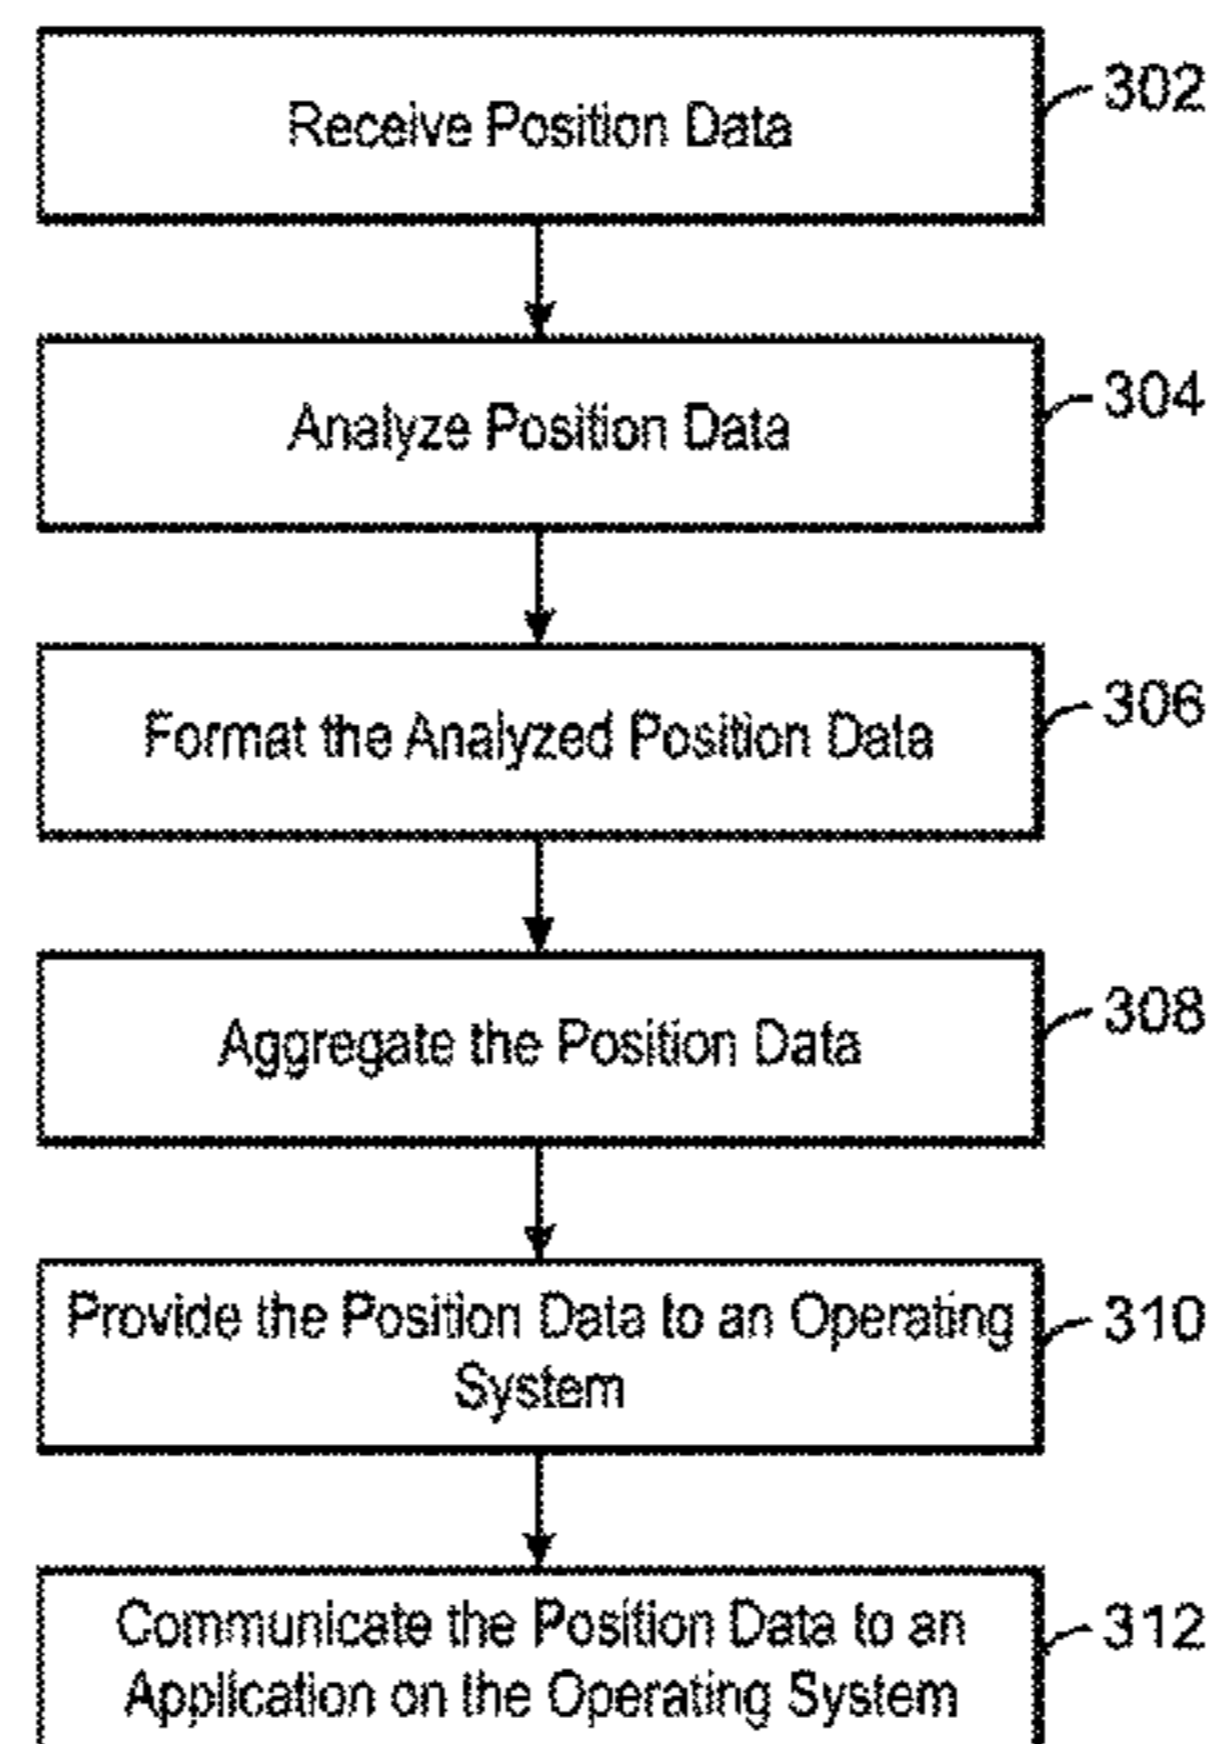 Receive Position Data
302
Analyze Position Data
304
Format the Analyzed Position Data
306
Aggregate the Position Data
308
Provide the Position Data to an Operating
System
310
Communicate the Position Data to an
Application on the Operating System
312